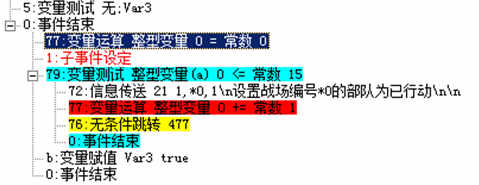 5:变量测试 无:Var3
0:事件结束
77:变量运算 整型变量 0 = 常数 0
1:子事件设定
79:变量测试 整型变量(a) 0 <= 常数 15
72:信息传送 21 1,*0,1\n设置战场编号*0的部队为已行动\n\n
77:变量运算 整型变量 0 += 常数 1
76:无条件跳转 477
0:事件结束
b:变量赋值 Var3 true
0:事件结束